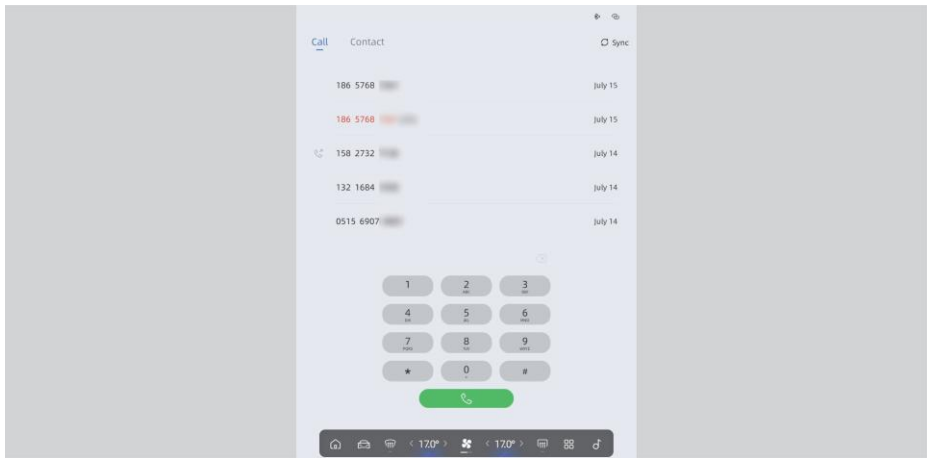 Call Contact Sync
186 5768 July 15
186 5768 July 15
158 2732 July 14
132 1684 July 14
0515 6907 July 14
1 2 3
4 5 6
7 8 9
* 0 #
17.0° 17.0°